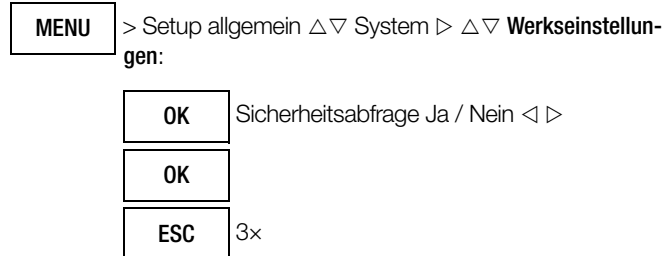 MENU > Setup allgemein △▽ System ▷ △▽ Werkseinstellun-
gen:
OK Sicherheitsabfrage Ja / Nein ◁ ▷
OK
ESC 3×